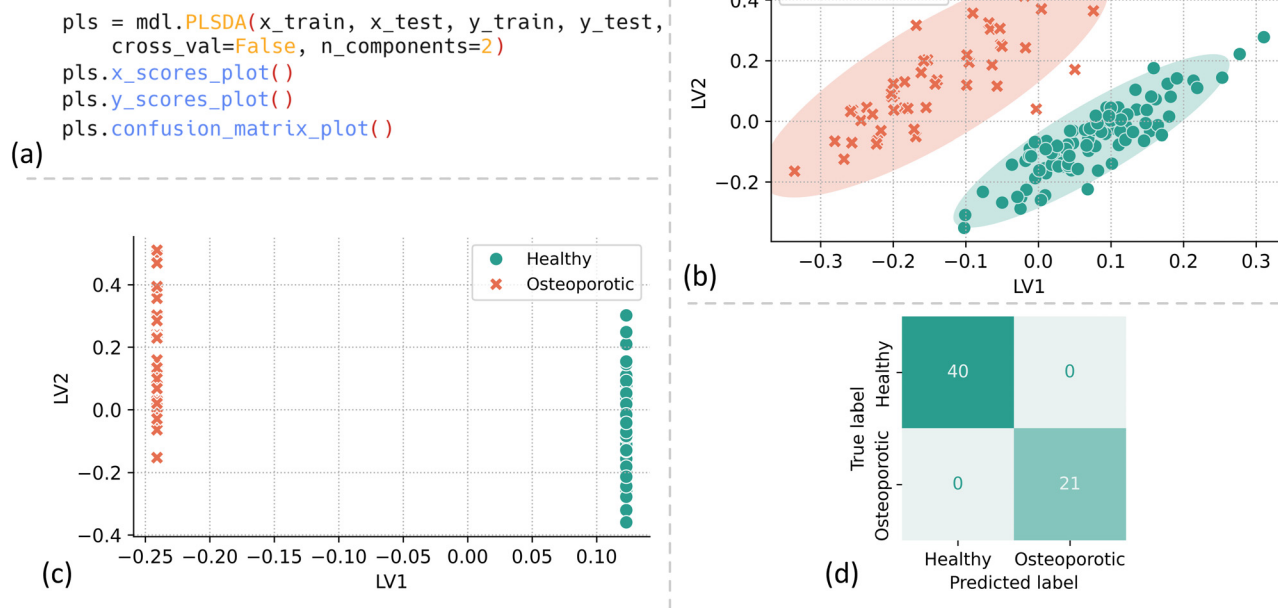 pls = mdl.PLSDA(x_train, x_test, y_train, y_test,
cross_val=False, n_components=2)
pls.x_scores_plot()
pls.y_scores_plot()
pls.confusion_matrix_plot()
(a)
0.4
0.2
0.0
−0.2
LV2
−0.3 −0.2 −0.1 0.0 0.1 0.2 0.3
LV1
(b)
Healthy
Osteoporotic
0.4
0.2
0.0
−0.2
−0.4
LV2
−0.25 −0.20 −0.15 −0.10 −0.05 0.00 0.05 0.10
LV1
(c)
True label
Healthy
Osteoporotic
40 0
0 21
Healthy Osteoporotic
Predicted label
(d)